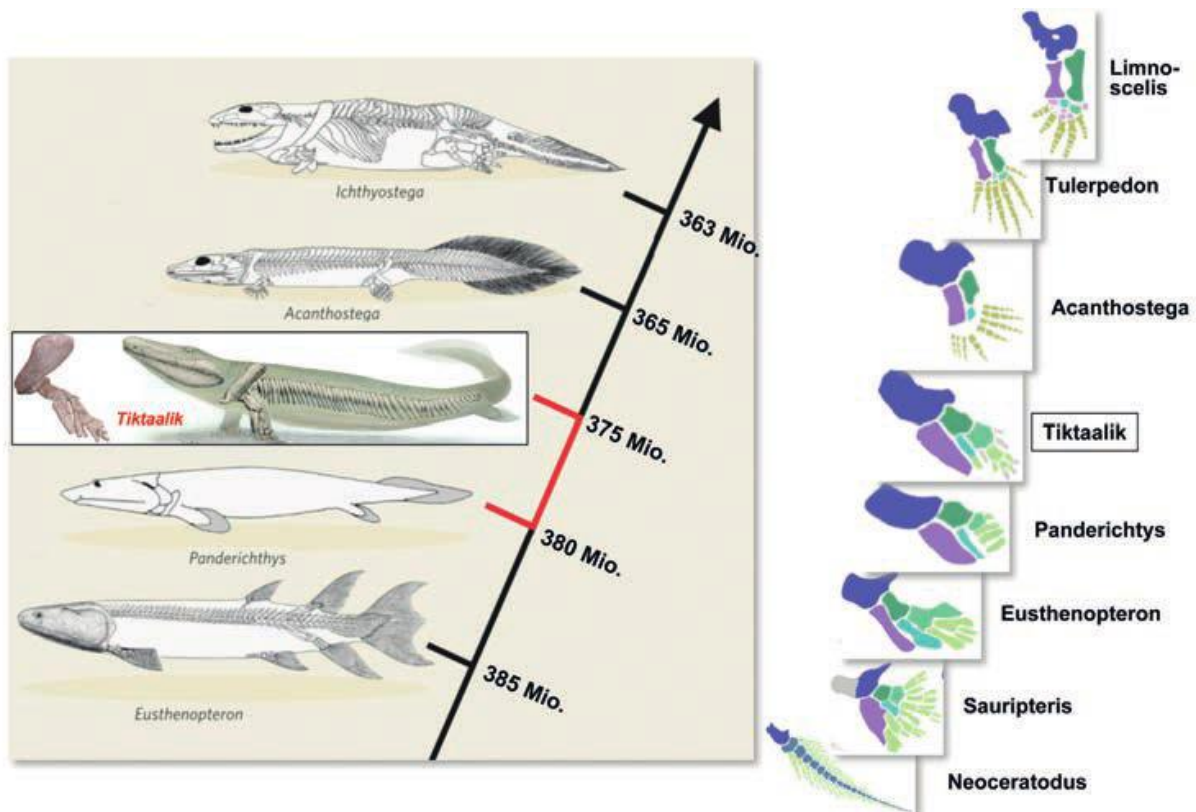 Ichthyostega
363 Mio.
Acanthostega
365 Mio.
Tiktaalik
375 Mio.
Panderichthys
380 Mio.
Eusthenopteron
385 Mio.
Limno-
scelis
Tulerpedon
Acanthostega
Tiktaalik
Panderichtys
Eusthenopteron
Sauripteris
Neoceratodus